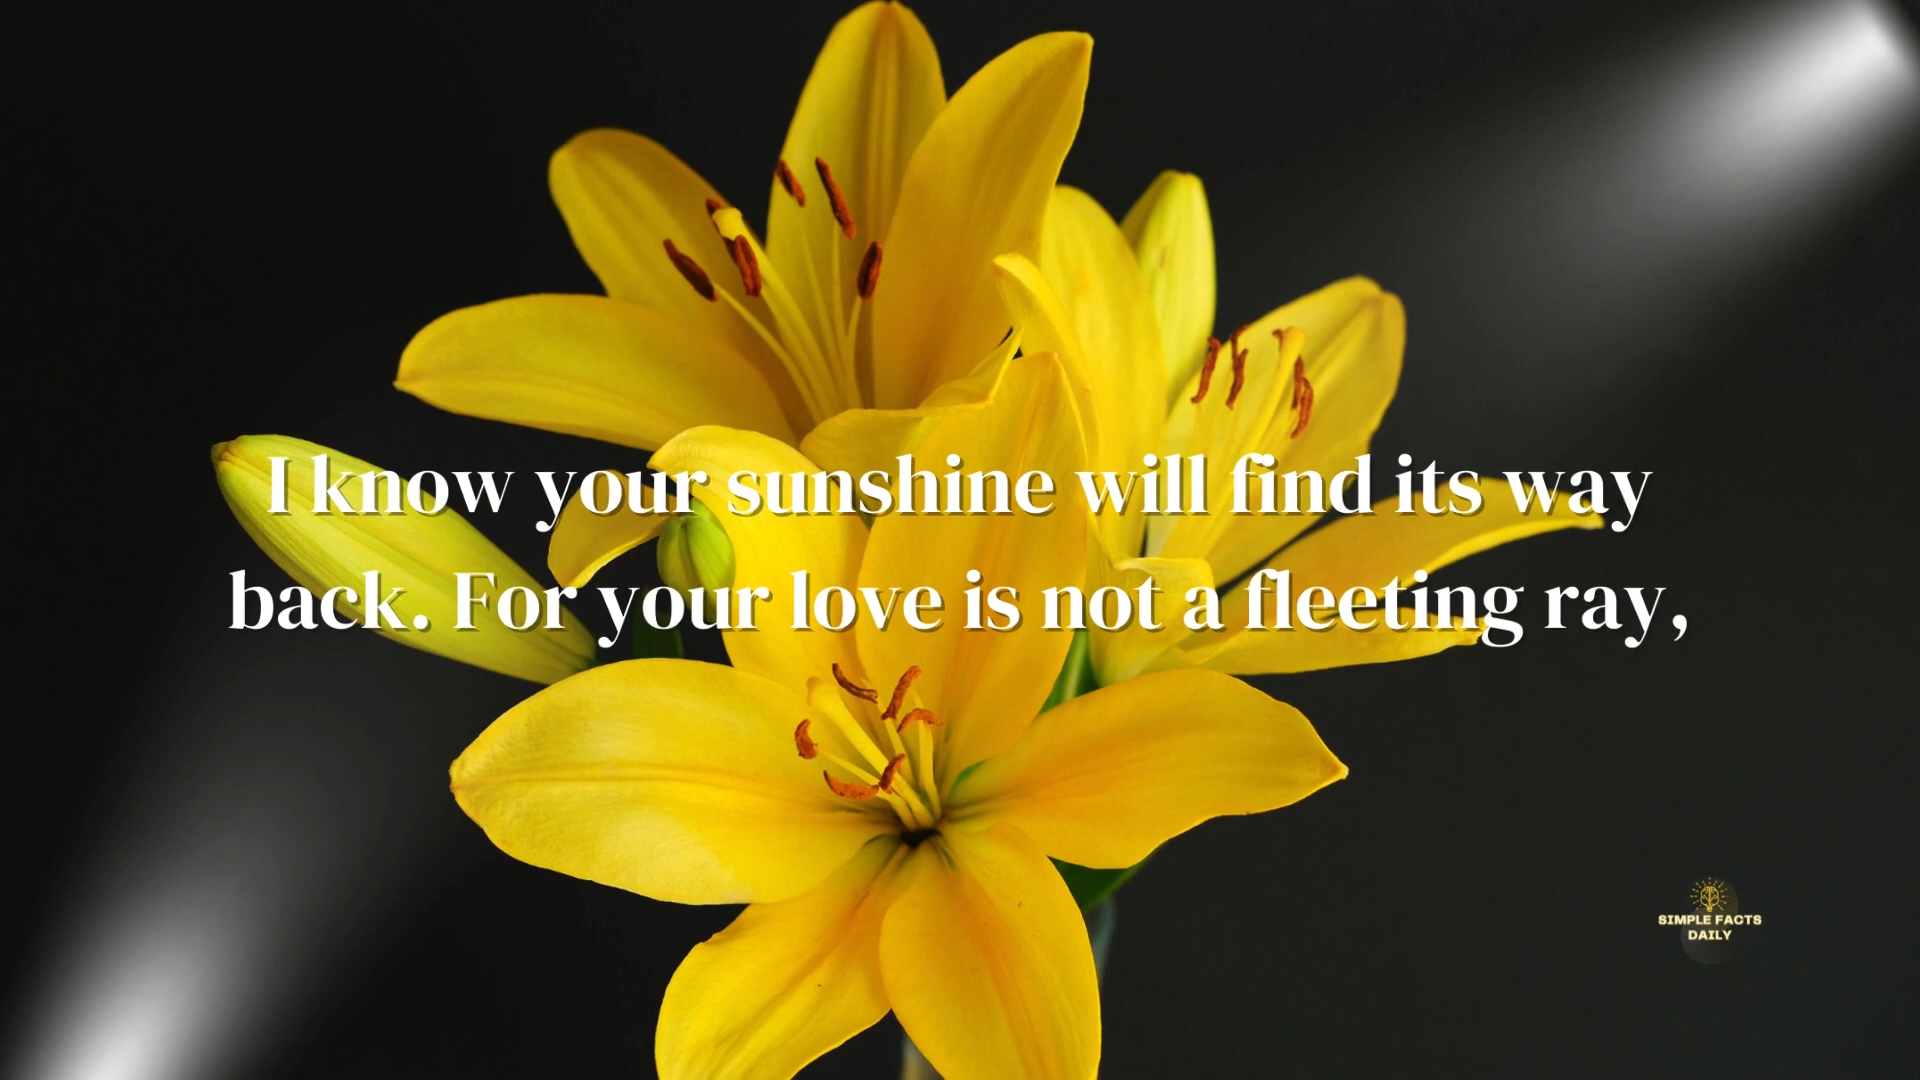 I know your sunshine will find its way
back. For your love is not a fleeting ray,
SIMPLE FACTS
DAILY